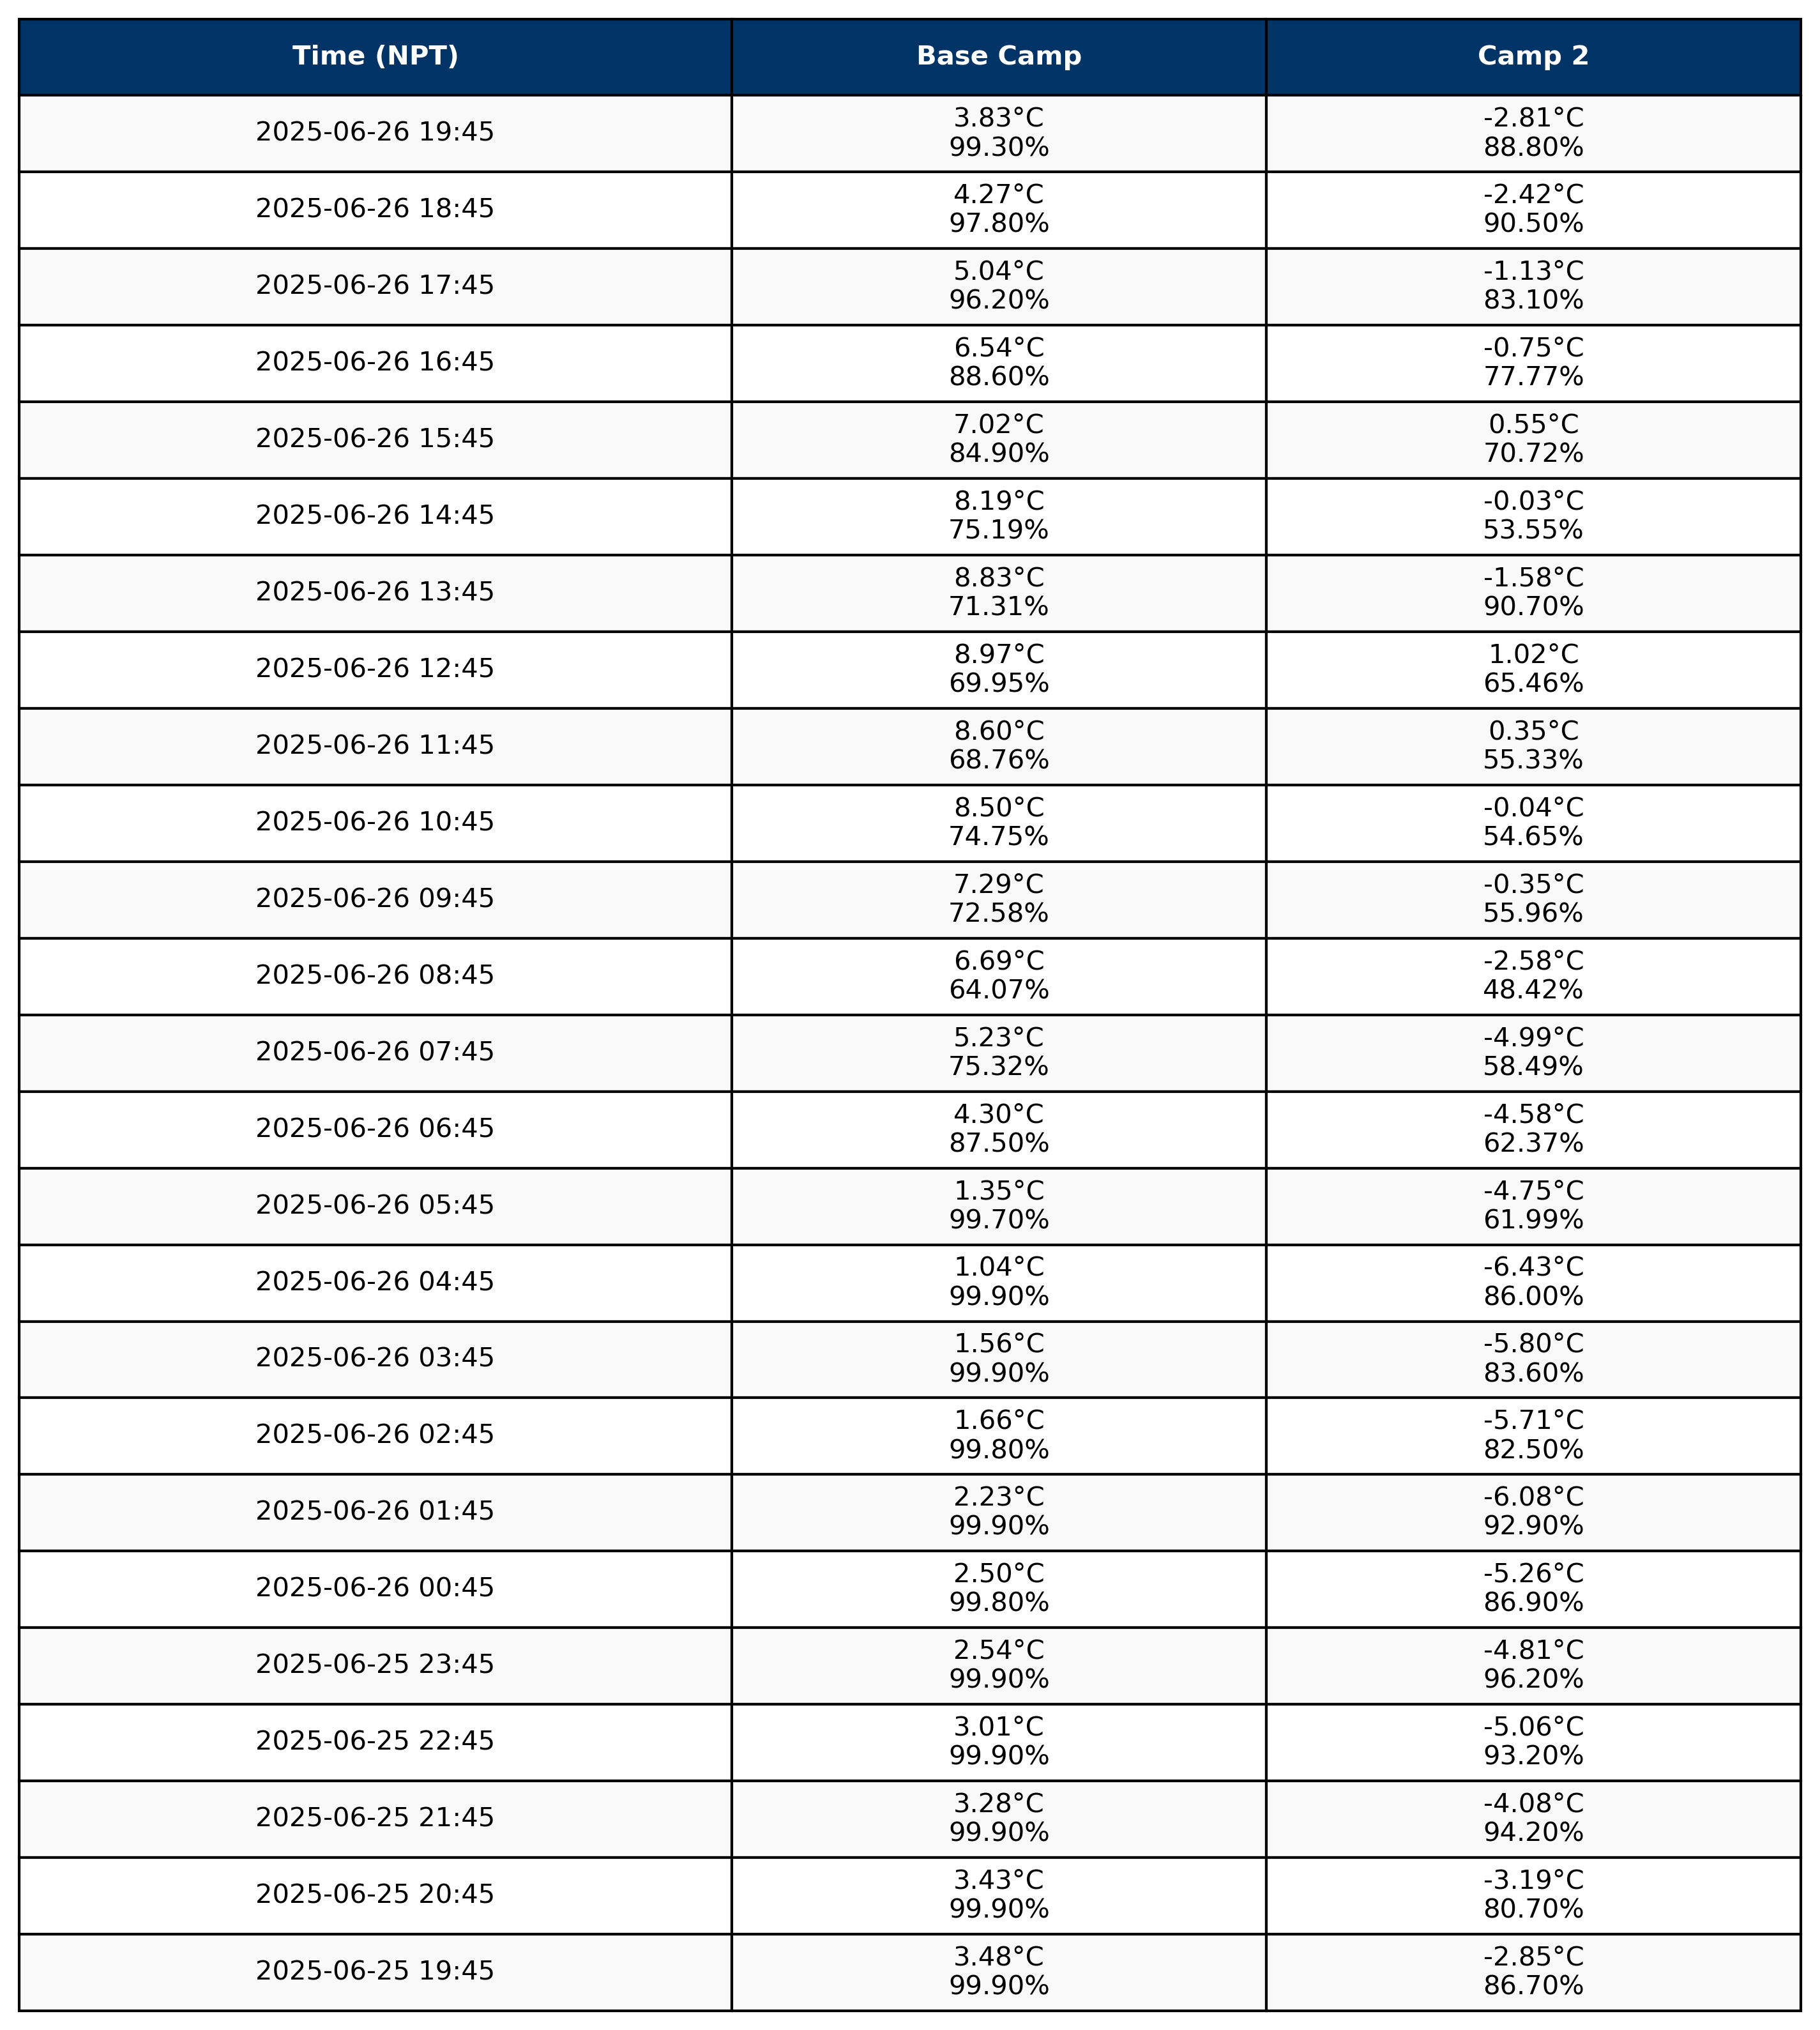 Time (NPT) Base Camp Camp 2
2025-06-26 19:45 3.83°C -2.81°C
99.30% 88.80%
2025-06-26 18:45 4.27°C -2.42°C
97.80% 90.50%
2025-06-26 17:45 5.04°C -1.13°C
96.20% 83.10%
2025-06-26 16:45 6.54°C -0.75°C
88.60% 77.77%
2025-06-26 15:45 7.02°C 0.55°C
84.90% 70.72%
2025-06-26 14:45 8.19°C -0.03°C
75.19% 53.55%
2025-06-26 13:45 8.83°C -1.58°C
71.31% 90.70%
2025-06-26 12:45 8.97°C 1.02°C
69.95% 65.46%
2025-06-26 11:45 8.60°C 0.35°C
68.76% 55.33%
2025-06-26 10:45 8.50°C -0.04°C
74.75% 54.65%
2025-06-26 09:45 7.29°C -0.35°C
72.58% 55.96%
2025-06-26 08:45 6.69°C -2.58°C
64.07% 48.42%
2025-06-26 07:45 5.23°C -4.99°C
75.32% 58.49%
2025-06-26 06:45 4.30°C -4.58°C
87.50% 62.37%
2025-06-26 05:45 1.35°C -4.75°C
99.70% 61.99%
2025-06-26 04:45 1.04°C -6.43°C
99.90% 86.00%
2025-06-26 03:45 1.56°C -5.80°C
99.90% 83.60%
2025-06-26 02:45 1.66°C -5.71°C
99.80% 82.50%
2025-06-26 01:45 2.23°C -6.08°C
99.90% 92.90%
2025-06-26 00:45 2.50°C -5.26°C
99.80% 86.90%
2025-06-25 23:45 2.54°C -4.81°C
99.90% 96.20%
2025-06-25 22:45 3.01°C -5.06°C
99.90% 93.20%
2025-06-25 21:45 3.28°C -4.08°C
99.90% 94.20%
2025-06-25 20:45 3.43°C -3.19°C
99.90% 80.70%
2025-06-25 19:45 3.48°C -2.85°C
99.90% 86.70%